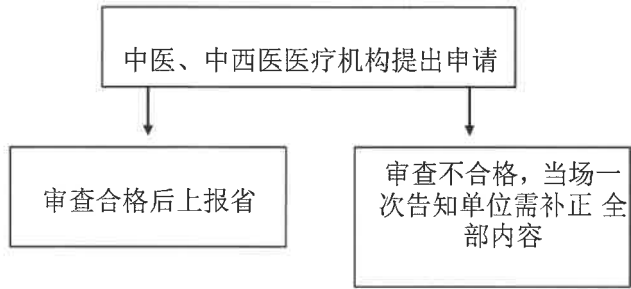 中医、中西医医疗机构提出申请
审查合格后上报省
审查不合格，当场一
次告知单位需补正 全
部内容